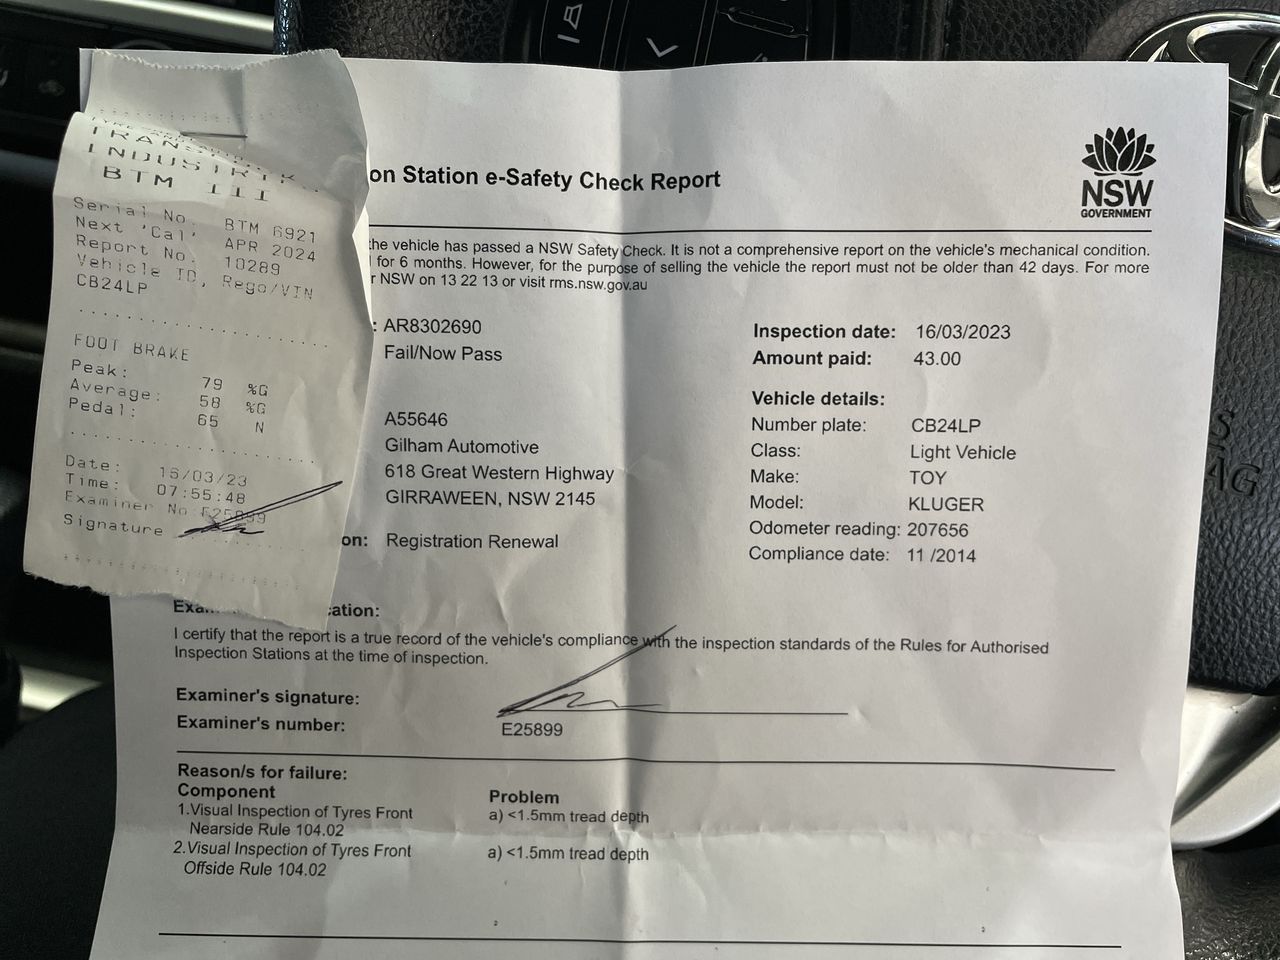 TRANS
INDUSTR
BTM III
Serial No. BTM 6921
Next 'Cal' APR 2024
Report No. 10289
Vehicle ID, Rego/VIN
CB24LP
FOOT BRAKE
Peak: 79 %G
Average: 58 %G
Pedal: 65 N
Date: 16/03/23
Time: 07:55:48
Examiner No E25899
Signature
on Station e-Safety Check Report
NSW
GOVERNMENT
the vehicle has passed a NSW Safety Check. It is not a comprehensive report on the vehicle's mechanical condition.
for 6 months. However, for the purpose of selling the vehicle the report must not be older than 42 days. For more
r NSW on 13 22 13 or visit rms.nsw.gov.au
: AR8302690
Fail/Now Pass
A55646
Gilham Automotive
618 Great Western Highway
GIRRAWEEN, NSW 2145
on: Registration Renewal
Inspection date: 16/03/2023
Amount paid: 43.00
Vehicle details:
Number plate: CB24LP
Class: Light Vehicle
Make: TOY
Model: KLUGER
Odometer reading: 207656
Compliance date: 11 /2014
Exa cation:
I certify that the report is a true record of the vehicle's compliance with the inspection standards of the Rules for Authorised
Inspection Stations at the time of inspection.
Examiner's signature:
Examiner's number: E25899
Reason/s for failure:
Component Problem
1.Visual Inspection of Tyres Front a) <1.5mm tread depth
Nearside Rule 104.02
2.Visual Inspection of Tyres Front a) <1.5mm tread depth
Offside Rule 104.02
S
AG